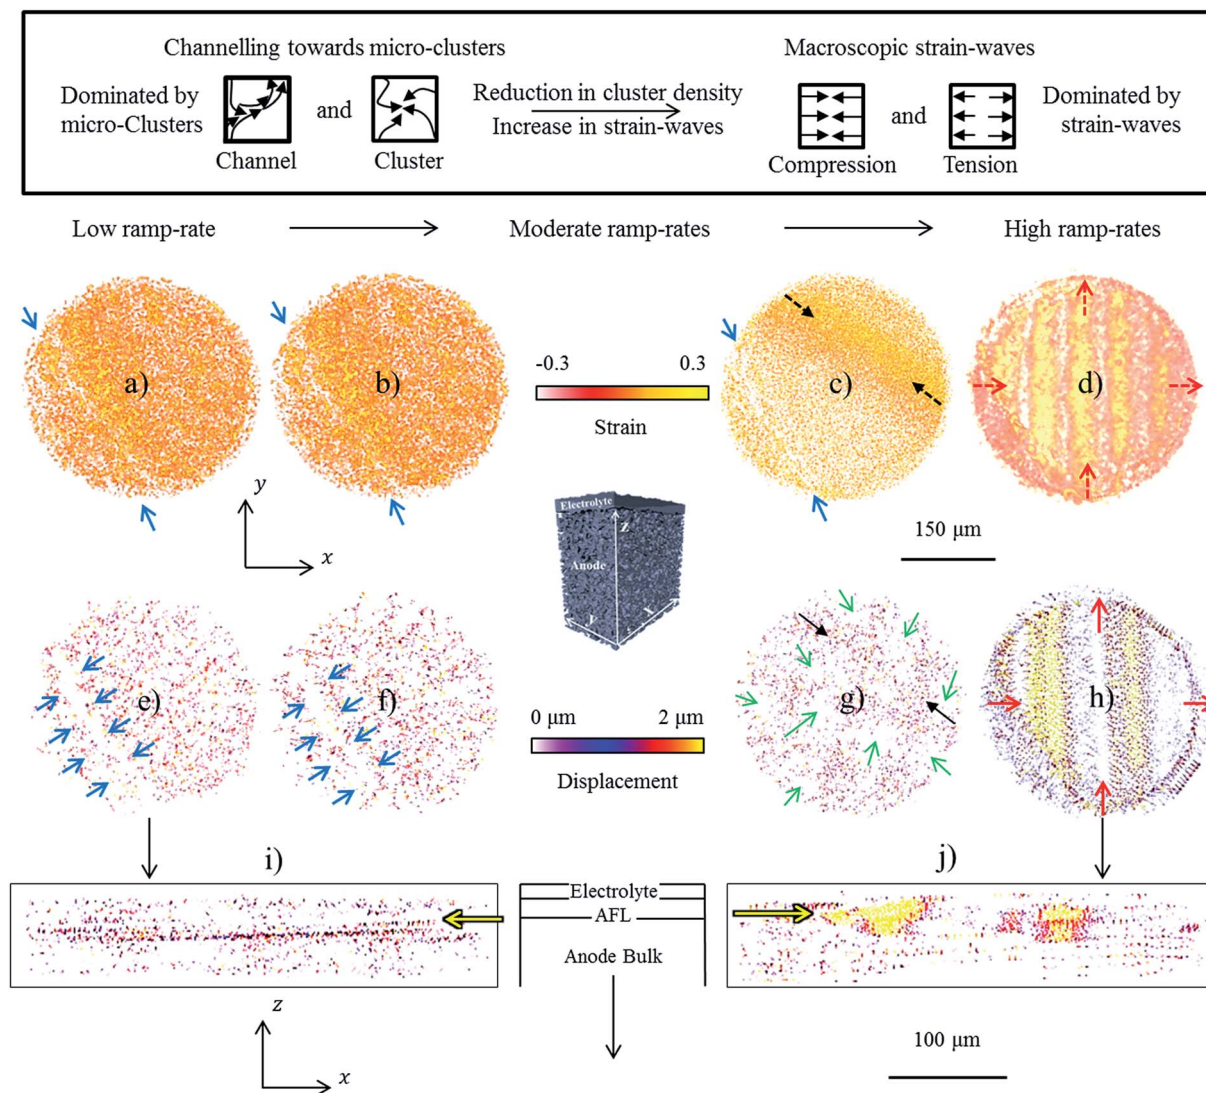 Channelling towards micro-clusters
Macroscopic strain-waves
Dominated by
micro-Clusters
and
Reduction in cluster density
Increase in strain-waves
and
Dominated by
strain-waves
Channel
Cluster
Compression
Tension
Low ramp-rate
Moderate ramp-rates
High ramp-rates
a)
b)
-0.3
0.3
Strain
c)
d)
y
x
Electrolyte
Anode
Z
150 μm
e)
f)
0 μm
2 μm
Displacement
g)
h)
i)
j)
Electrolyte
AFL
Anode Bulk
z
x
100 μm